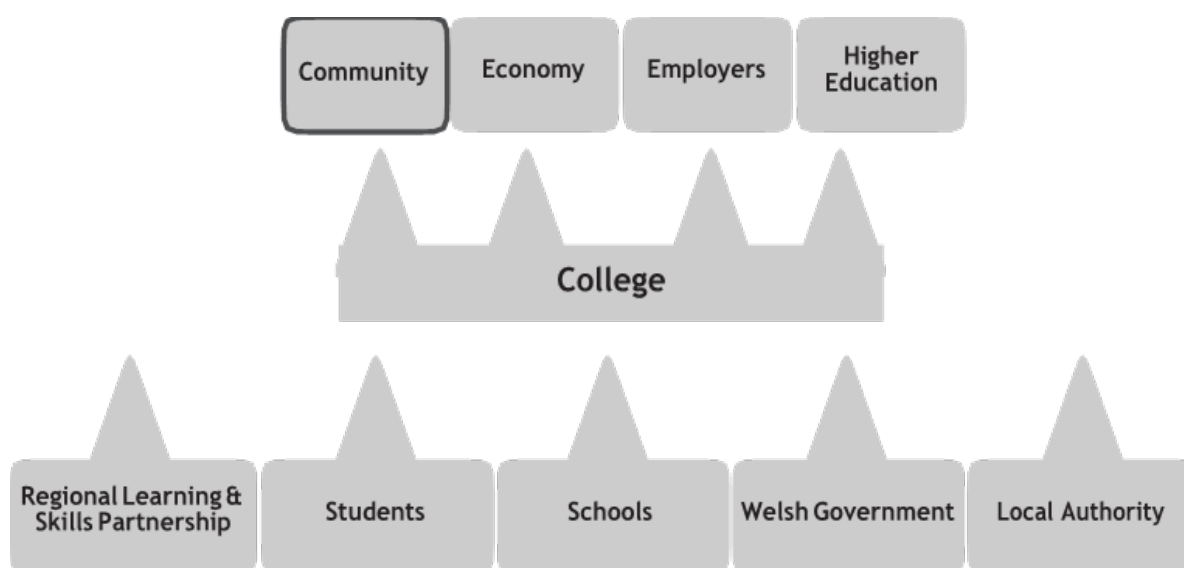 Community
Economy
Employers
Higher
Education
College
Regional Learning &
Skills Partnership
Students
Schools
Welsh Government
Local Authority